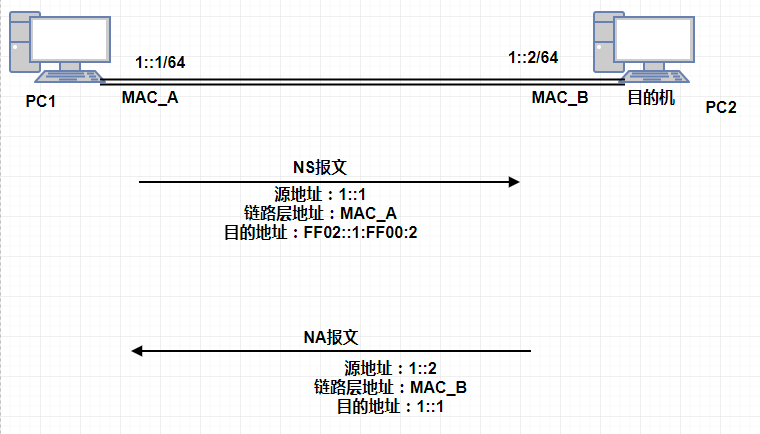 1::1/64
1::2/64
PC1
MAC_A
MAC_B
目的机
PC2
NS报文
源地址：1::1
链路层地址：MAC_A
目的地址：FF02::1:FF00:2
NA报文
源地址：1::2
链路层地址：MAC_B
目的地址：1::1